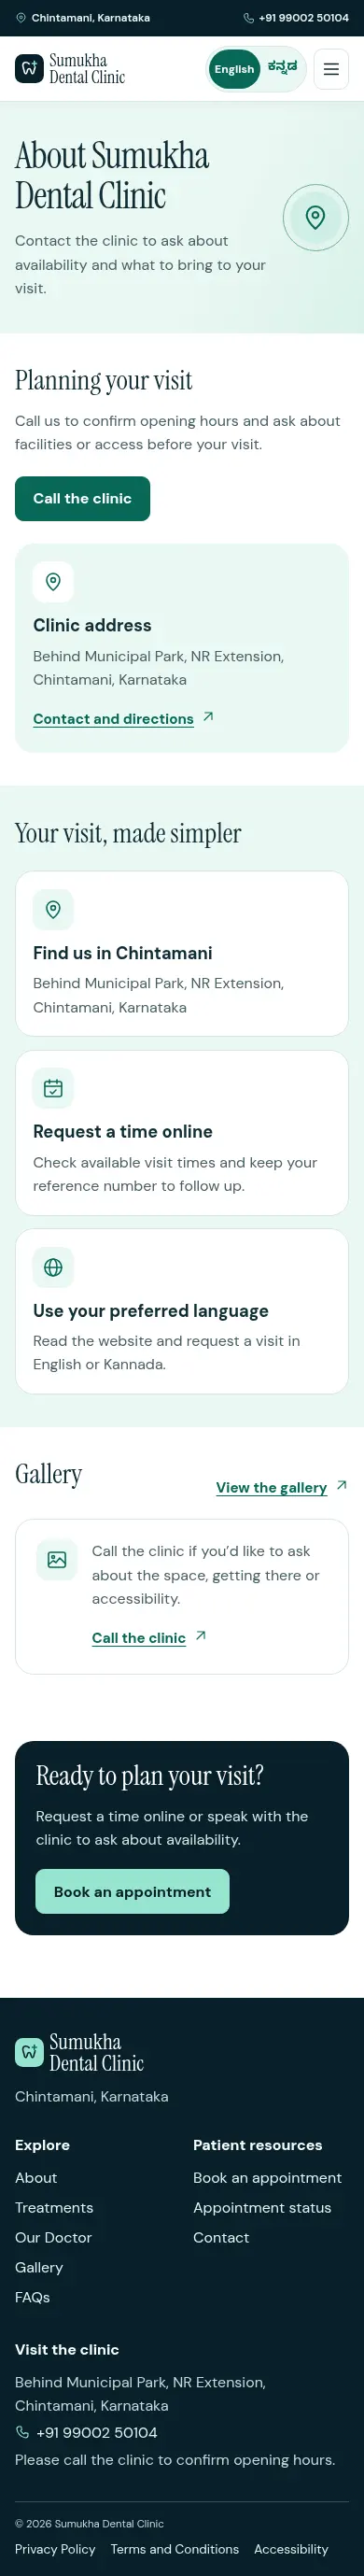 Chintamani, Karnataka
+91 99002 50104
Sumukha
Dental Clinic
English
ಕನ್ನಡ
About Sumukha
Dental Clinic
Contact the clinic to ask about
availability and what to bring to your
visit.
Planning your visit
Call us to confirm opening hours and ask about
facilities or access before your visit.
Call the clinic
Clinic address
Behind Municipal Park, NR Extension,
Chintamani, Karnataka
Contact and directions
Your visit, made simpler
Find us in Chintamani
Behind Municipal Park, NR Extension,
Chintamani, Karnataka
Request a time online
Check available visit times and keep your
reference number to follow up.
Use your preferred language
Read the website and request a visit in
English or Kannada.
Gallery
View the gallery
Call the clinic if you’d like to ask
about the space, getting there or
accessibility.
Call the clinic
Ready to plan your visit?
Request a time online or speak with the
clinic to ask about availability.
Book an appointment
Sumukha
Dental Clinic
Chintamani, Karnataka
Explore
About
Treatments
Our Doctor
Gallery
FAQs
Patient resources
Book an appointment
Appointment status
Contact
Visit the clinic
Behind Municipal Park, NR Extension,
Chintamani, Karnataka
+91 99002 50104
Please call the clinic to confirm opening hours.
© 2026 Sumukha Dental Clinic
Privacy Policy
Terms and Conditions
Accessibility